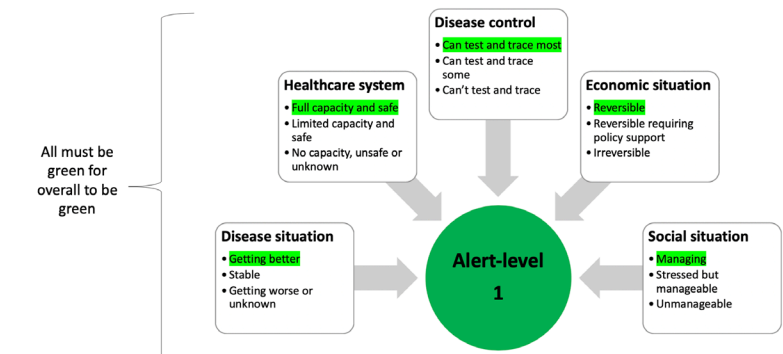 All must be
green for
overall to be
green
Disease situation
• Getting better
• Stable
• Getting worse or
unknown
Healthcare system
• Full capacity and safe
• Limited capacity and
safe
• No capacity, unsafe or
unknown
Disease control
• Can test and trace most
• Can test and trace
some
• Can't test and trace
Economic situation
• Reversible
• Reversible requiring
policy support
• Irreversible
Social situation
• Managing
• Stressed but
manageable
• Unmanageable
Alert-level
1